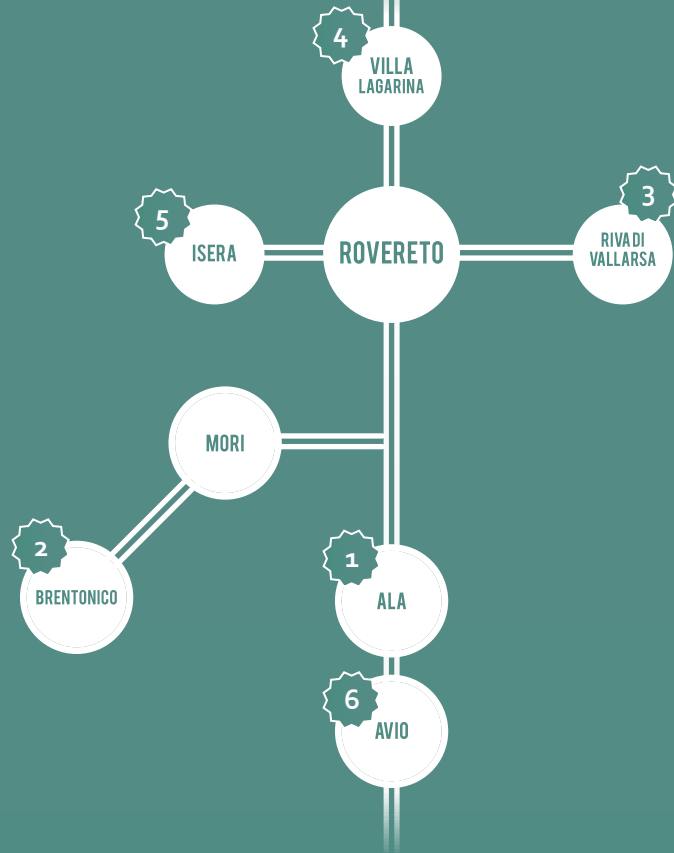 4
VILLA
LAGARINA
3
5
ISERA
ROVERETO
RIVA DI
VALLARSA
MORI
2
BRENTONICO
1
ALA
6
AVIO